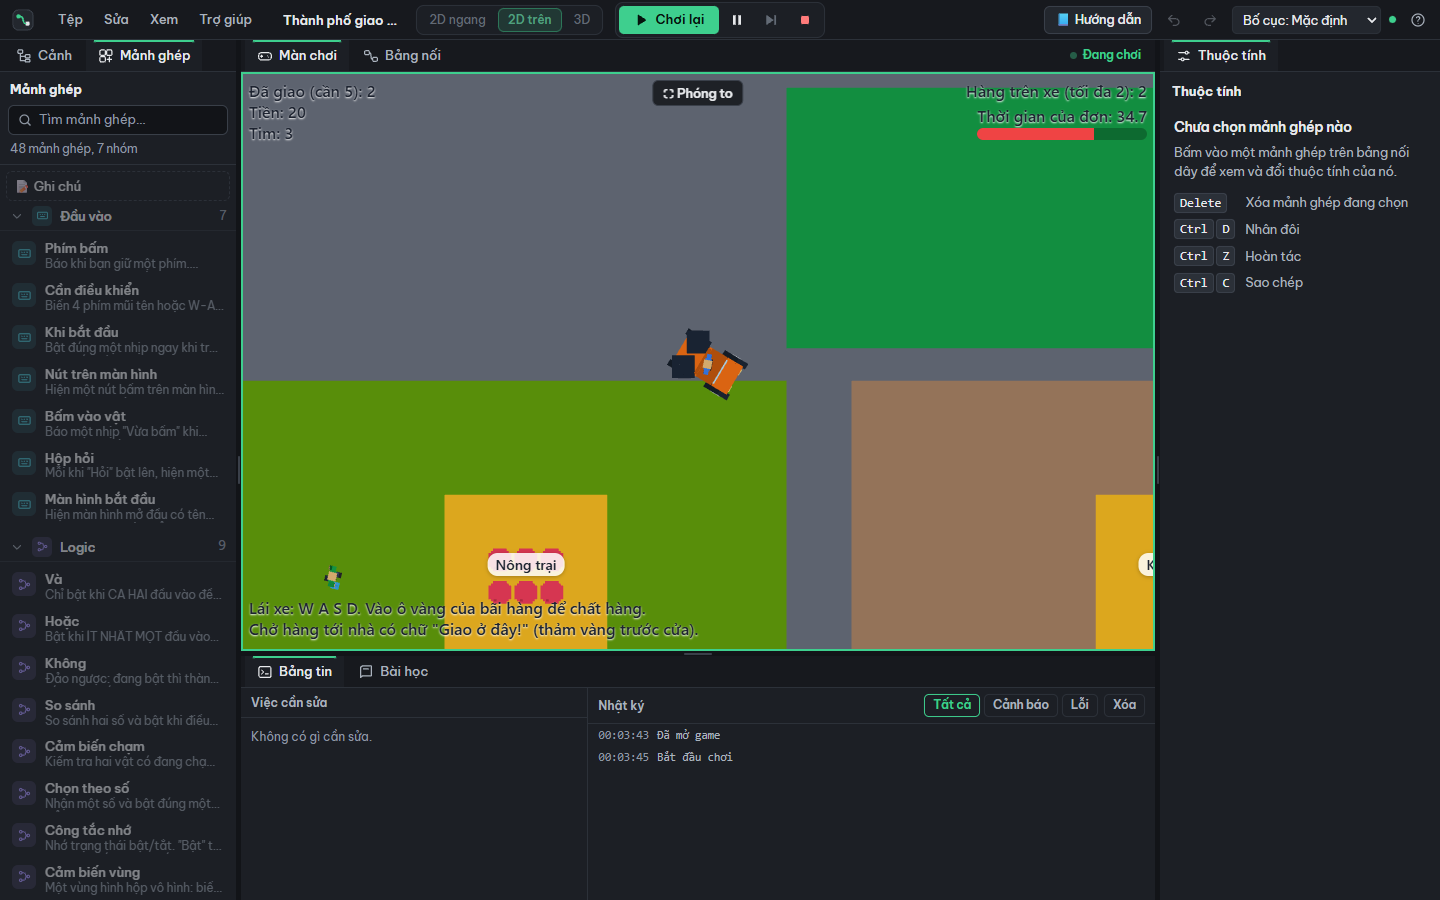 Tệp Sửa Xem Trợ giúp Thành phố giao ... 2D ngang 2D trên 3D Chơi lại Hướng dẫn Bố cục: Mặc định
Cảnh Mảnh ghép
Mảnh ghép
Tìm mảnh ghép...
48 mảnh ghép, 7 nhóm
Ghi chú
Đầu vào 7
Phím bấm
Báo khi bạn giữ một phím....
Cần điều khiển
Biến 4 phím mũi tên hoặc W-A...
Khi bắt đầu
Bật đúng một nhịp ngay khi tr...
Nút trên màn hình
Hiện một nút bấm trên màn hìn...
Bấm vào vật
Báo một nhịp "Vừa bấm" khi...
Hộp hỏi
Mỗi khi "Hỏi" bật lên, hiện một...
Màn hình bắt đầu
Hiện màn hình mở đầu có tên...
Logic 9
Và
Chỉ bật khi CẢ HAI đầu vào đề...
Hoặc
Bật khi ÍT NHẤT MỘT đầu vào...
Không
Đảo ngược: đang bật thì thàn...
So sánh
So sánh hai số và bật khi điều...
Cảm biến chạm
Kiểm tra hai vật có đang chạ...
Chọn theo số
Nhận một số và bật đúng một...
Công tắc nhớ
Nhớ trạng thái bật/tắt. "Bật" t...
Cảm biến vùng
Một vùng hình hộp vô hình: biế...
Màn chơi Bảng nối Đang chơi
Đã giao (cần 5): 2
Tiền: 20
Tim: 3
Phóng to
Hàng trên xe (tối đa 2): 2
Thời gian của đơn: 34.7
Nông trại
K
Lái xe: W A S D. Vào ô vàng của bãi hàng để chất hàng.
Chở hàng tới nhà có chữ "Giao ở đây!" (thảm vàng trước cửa).
Bảng tin Bài học
Việc cần sửa
Không có gì cần sửa.
Nhật ký Tất cả Cảnh báo Lỗi Xóa
00:03:43 Đã mở game
00:03:45 Bắt đầu chơi
Thuộc tính
Thuộc tính
Chưa chọn mảnh ghép nào
Bấm vào một mảnh ghép trên bảng nối
dây để xem và đổi thuộc tính của nó.
Delete Xóa mảnh ghép đang chọn
Ctrl D Nhân đôi
Ctrl Z Hoàn tác
Ctrl C Sao chép